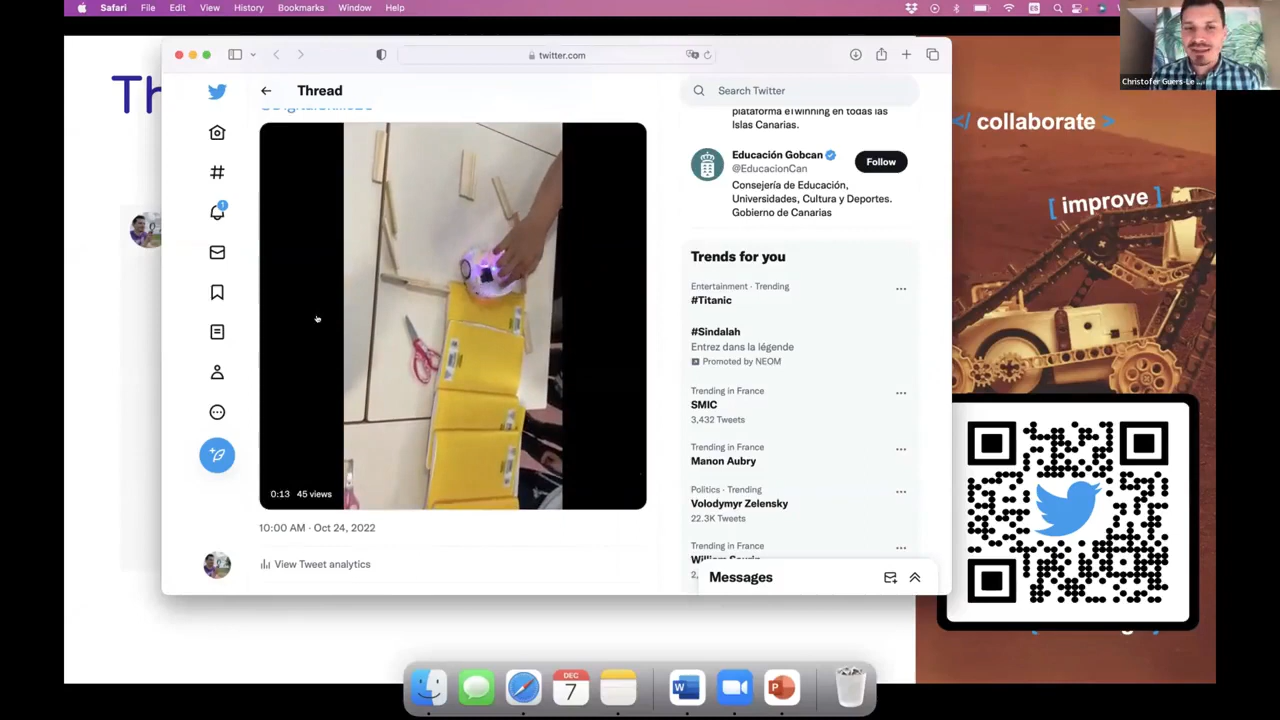 Safari File Edit View History Bookmarks Window Help
ES
Christofer Guers-Le
Th
twitter.com
Thread
0:13 45 views
10:00 AM · Oct 24, 2022
View Tweet analytics
Search Twitter
plataforma eTwinning en todas las
Islas Canarias.
Educación Gobcan
@EducacionCan
Follow
Consejería de Educación,
Universidades, Cultura y Deportes.
Gobierno de Canarias
Trends for you
Entertainment · Trending
#Titanic
#Sindalah
Entrez dans la légende
Promoted by NEOM
Trending in France
SMIC
3,432 Tweets
Trending in France
Manon Aubry
Politics · Trending
Volodymyr Zelensky
22.3K Tweets
Trending in France
Messages
1
</ collaborate >
[ improve ]
DEC
7
W
P